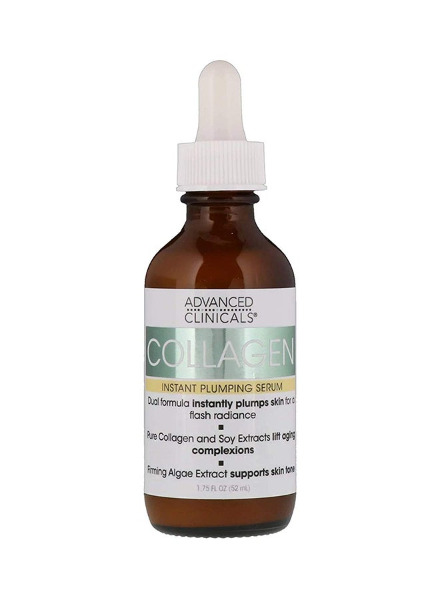 ADVANCED
CLINICALS®
COLLAGEN
INSTANT PLUMPING SERUM
Dual formula instantly plumps skin for a
flash radiance
Pure Collagen and Soy Extracts lift aging
complexions
Firming Algae Extract supports skin tone
1.75 FL OZ (52 mL)